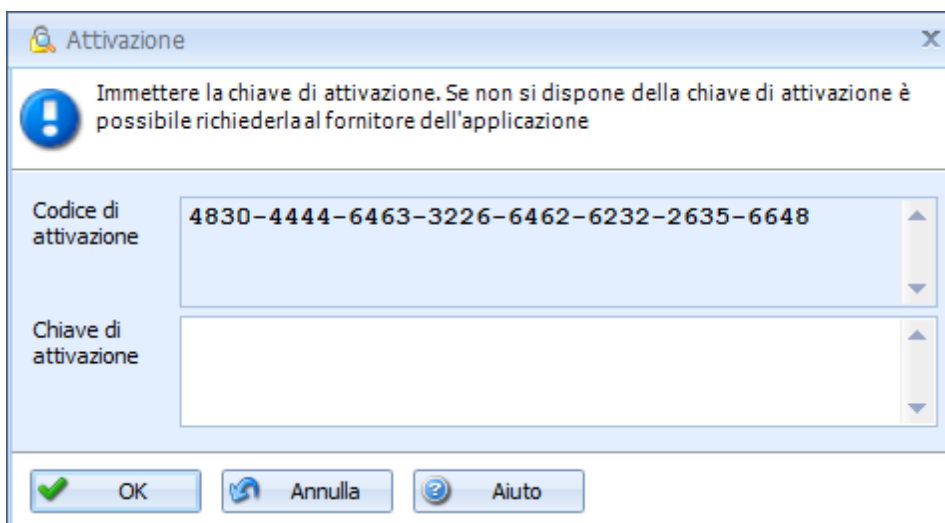 Attivazione
Immettere la chiave di attivazione. Se non si dispone della chiave di attivazione è
possibile richiederla al fornitore dell'applicazione
Codice di
attivazione
4830-4444-6463-3226-6462-6232-2635-6648
Chiave di
attivazione
OK
Annulla
Aiuto